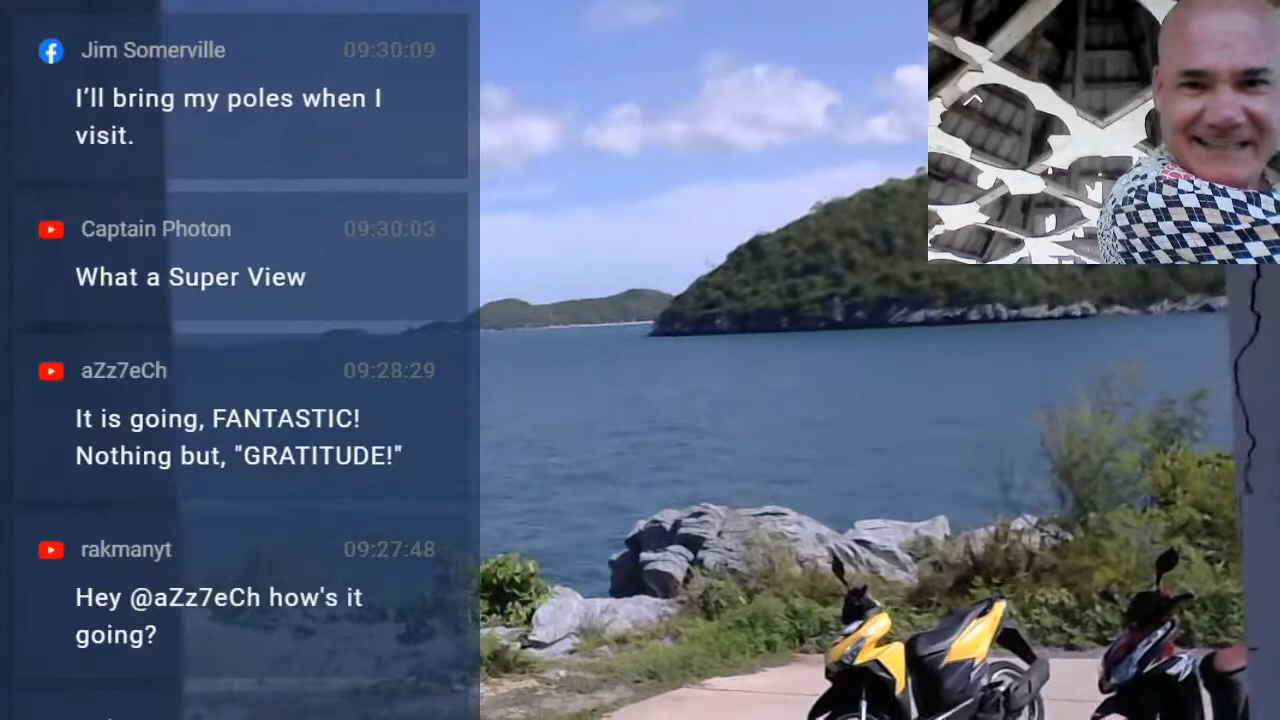 Jim Somerville 09:30:09
I’ll bring my poles when I
visit.
Captain Photon 09:30:03
What a Super View
aZz7eCh 09:28:29
It is going, FANTASTIC!
Nothing but, "GRATITUDE!"
rakmanyt 09:27:48
Hey @aZz7eCh how's it
going?